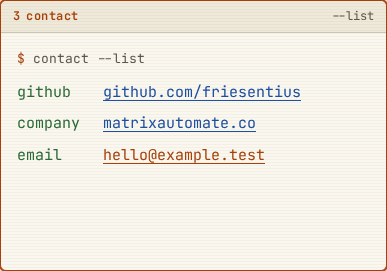 3 contact --list
$ contact --list
github github.com/friesentius
company matrixautomate.co
email hello@example.test